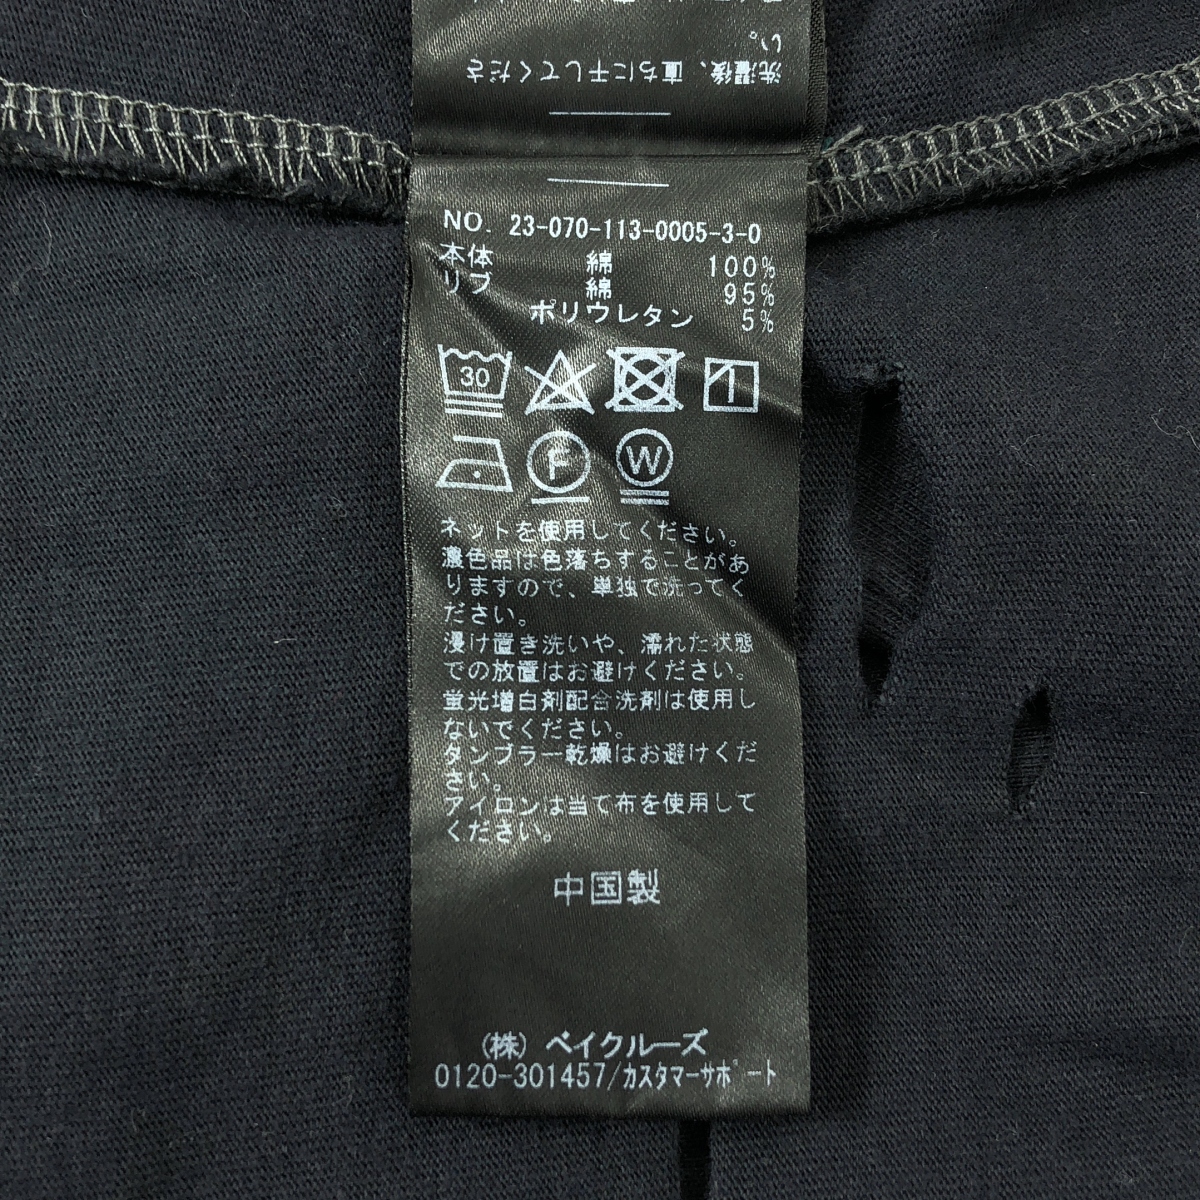 洗濯後、直ちに干してくださ
い。
NO. 23-070-113-0005-3-0
本体 綿 100%
リブ 綿 95%
ポリウレタン 5%
30
1
F W
ネットを使用してください。
濃色品は色落ちすることがあ
りますので、単独で洗ってく
ださい。
浸け置き洗いや、濡れた状態
での放置はお避けください。
蛍光増白剤配合洗剤は使用し
ないでください。
タンブラー乾燥はお避けくだ
さい。
アイロンは当て布を使用して
ください。
中国製
(株) ベイクルーズ
0120-301457/カスタマーサポート